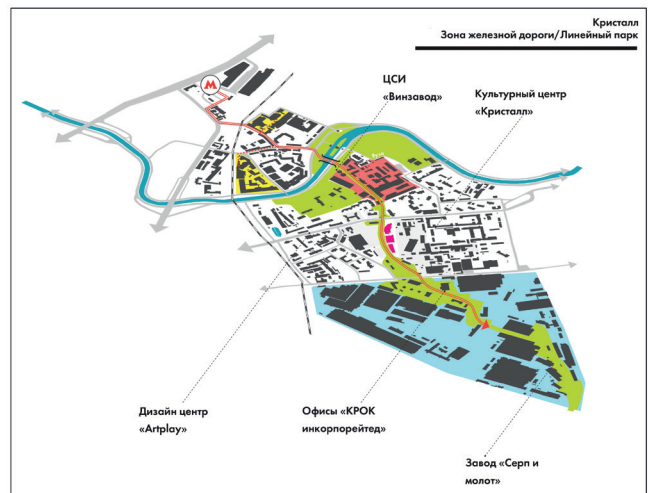 Кристалл
Зона железной дороги/Линейный парк
ЦСИ
«Винзавод»
Культурный центр
«Кристалл»
М
Дизайн центр
«Artplay»
Офисы «КРОК
инкорпорейтед»
Завод «Серп и
молот»